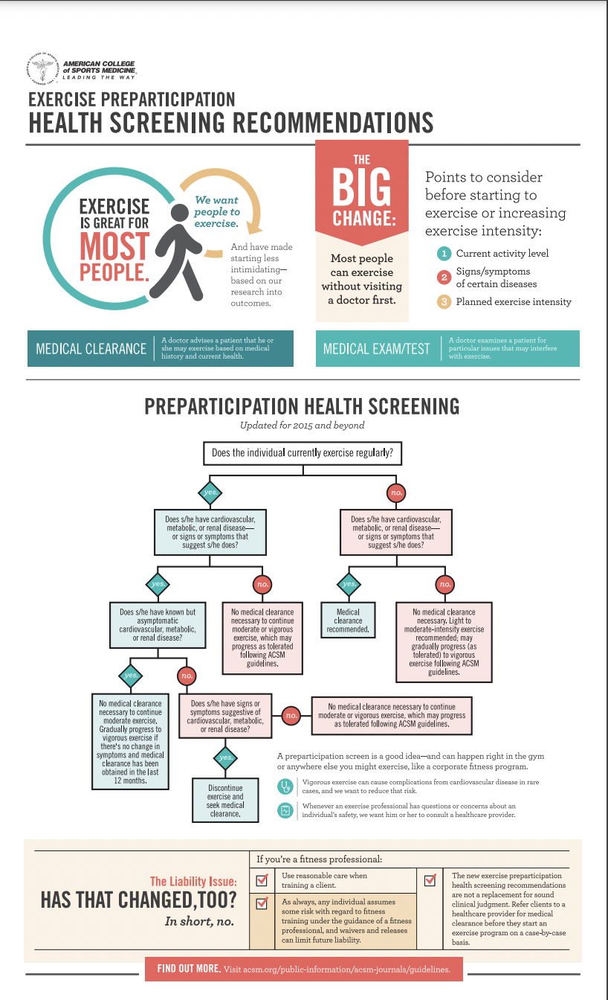 AMERICAN COLLEGE
of SPORTS MEDICINE
LEADING THE WAY
EXERCISE PREPARTICIPATION
HEALTH SCREENING RECOMMENDATIONS
EXERCISE
IS GREAT FOR
MOST
PEOPLE.
We want
people to
exercise.
And have made
starting less
intimidating—
based on our
research into
outcomes.
THE
BIG
CHANGE:
Most people
can exercise
without visiting
a doctor first.
Points to consider
before starting to
exercise or increasing
exercise intensity:
1 Current activity level
2 Signs/symptoms
of certain diseases
3 Planned exercise intensity
MEDICAL CLEARANCE
A doctor advises a patient that he or
she may exercise based on medical
history and current health.
MEDICAL EXAM/TEST
A doctor examines a patient for
particular issues that may interfere
with exercise.
PREPARTICIPATION HEALTH SCREENING
Updated for 2015 and beyond
Does the individual currently exercise regularly?
yes.
no.
Does s/he have cardiovascular,
metabolic, or renal disease—
or signs or symptoms that
suggest s/he does?
Does s/he have cardiovascular,
metabolic, or renal disease—
or signs or symptoms that
suggest s/he does?
yes.
no.
yes.
no.
Does s/he have known but
asymptomatic
cardiovascular, metabolic,
or renal disease?
No medical clearance
necessary to continue
moderate or vigorous
exercise, which may
progress as tolerated
following ACSM
guidelines.
Medical
clearance
recommended.
No medical clearance
necessary. Light to
moderate-intensity exercise
recommended; may
gradually progress (as
tolerated) to vigorous
exercise following ACSM
guidelines.
yes.
no.
No medical clearance
necessary to continue
moderate exercise.
Gradually progress to
vigorous exercise if
there's no change in
symptoms and medical
clearance has been
obtained in the last
12 months.
Does s/he have signs or
symptoms suggestive of
cardiovascular, metabolic,
or renal disease?
no.
No medical clearance necessary to continue
moderate or vigorous exercise, which may progress
as tolerated following ACSM guidelines.
yes.
Discontinue
exercise and
seek medical
clearance.
A preparticipation screen is a good idea—and can happen right in the gym
or anywhere else you might exercise, like a corporate fitness program.
Vigorous exercise can cause complications from cardiovascular disease in rare
cases, and we want to reduce that risk.
Whenever an exercise professional has questions or concerns about an
individual's safety, we want him or her to consult a healthcare provider.
The Liability Issue:
HAS THAT CHANGED,TOO?
In short, no.
If you're a fitness professional:
Use reasonable care when
training a client.
As always, any individual assumes
some risk with regard to fitness
training under the guidance of a fitness
professional, and waivers and releases
can limit future liability.
The new exercise preparticipation
health screening recommendations
are not a replacement for sound
clinical judgment. Refer clients to a
healthcare provider for medical
clearance before they start an
exercise program on a case-by-case
basis.
FIND OUT MORE. Visit acsm.org/public-information/acsm-journals/guidelines.